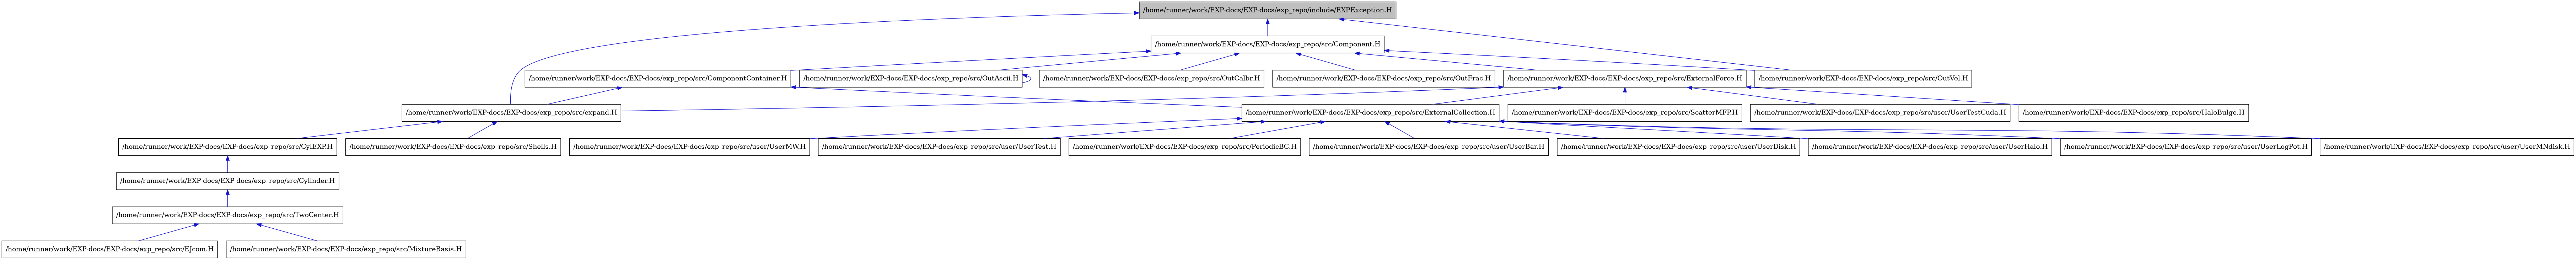 /home/runner/work/EXP-docs/EXP-docs/exp_repo/include/EXPException.H
/home/runner/work/EXP-docs/EXP-docs/exp_repo/src/Component.H
/home/runner/work/EXP-docs/EXP-docs/exp_repo/src/ComponentContainer.H
/home/runner/work/EXP-docs/EXP-docs/exp_repo/src/OutAscii.H
/home/runner/work/EXP-docs/EXP-docs/exp_repo/src/OutCalbr.H
/home/runner/work/EXP-docs/EXP-docs/exp_repo/src/OutFrac.H
/home/runner/work/EXP-docs/EXP-docs/exp_repo/src/ExternalForce.H
/home/runner/work/EXP-docs/EXP-docs/exp_repo/src/OutVel.H
/home/runner/work/EXP-docs/EXP-docs/exp_repo/src/expand.H
/home/runner/work/EXP-docs/EXP-docs/exp_repo/src/ExternalCollection.H
/home/runner/work/EXP-docs/EXP-docs/exp_repo/src/ScatterMFP.H
/home/runner/work/EXP-docs/EXP-docs/exp_repo/src/user/UserTestCuda.H
/home/runner/work/EXP-docs/EXP-docs/exp_repo/src/HaloBulge.H
/home/runner/work/EXP-docs/EXP-docs/exp_repo/src/CylEXP.H
/home/runner/work/EXP-docs/EXP-docs/exp_repo/src/Shells.H
/home/runner/work/EXP-docs/EXP-docs/exp_repo/src/user/UserMW.H
/home/runner/work/EXP-docs/EXP-docs/exp_repo/src/user/UserTest.H
/home/runner/work/EXP-docs/EXP-docs/exp_repo/src/PeriodicBC.H
/home/runner/work/EXP-docs/EXP-docs/exp_repo/src/user/UserBar.H
/home/runner/work/EXP-docs/EXP-docs/exp_repo/src/user/UserDisk.H
/home/runner/work/EXP-docs/EXP-docs/exp_repo/src/user/UserHalo.H
/home/runner/work/EXP-docs/EXP-docs/exp_repo/src/user/UserLogPot.H
/home/runner/work/EXP-docs/EXP-docs/exp_repo/src/user/UserMNdisk.H
/home/runner/work/EXP-docs/EXP-docs/exp_repo/src/Cylinder.H
/home/runner/work/EXP-docs/EXP-docs/exp_repo/src/TwoCenter.H
/home/runner/work/EXP-docs/EXP-docs/exp_repo/src/EJcom.H
/home/runner/work/EXP-docs/EXP-docs/exp_repo/src/MixtureBasis.H